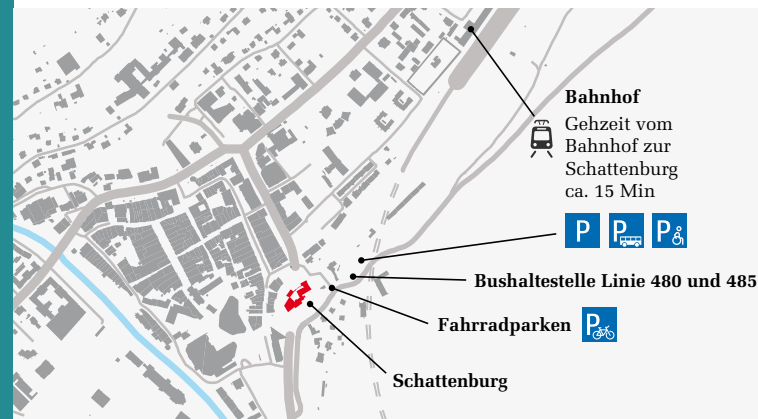 Bahnhof
Gehzeit vom
Bahnhof zur
Schattenburg
ca. 15 Min
P P P
Bushaltestelle Linie 480 und 485
Fahrradparken P
Schattenburg